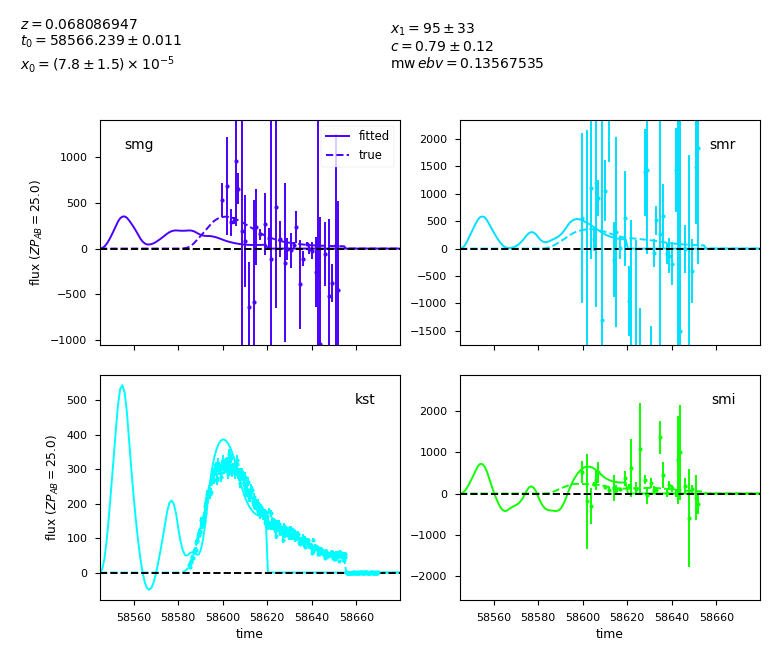 z = 0.068086947
t₀ = 58566.239 ± 0.011
x₀ = (7.8 ± 1.5) × 10⁻⁵
x₁ = 95 ± 33
c = 0.79 ± 0.12
mw ebv = 0.13567535
smg
fitted
true
1000
500
0
−500
−1000
flux (ZP_AB = 25.0)
smr
2000
1500
1000
500
0
−500
−1000
−1500
kst
500
400
300
200
100
0
flux (ZP_AB = 25.0)
58560 58580 58600 58620 58640 58660
time
smi
2000
1000
0
−1000
−2000
58560 58580 58600 58620 58640 58660
time